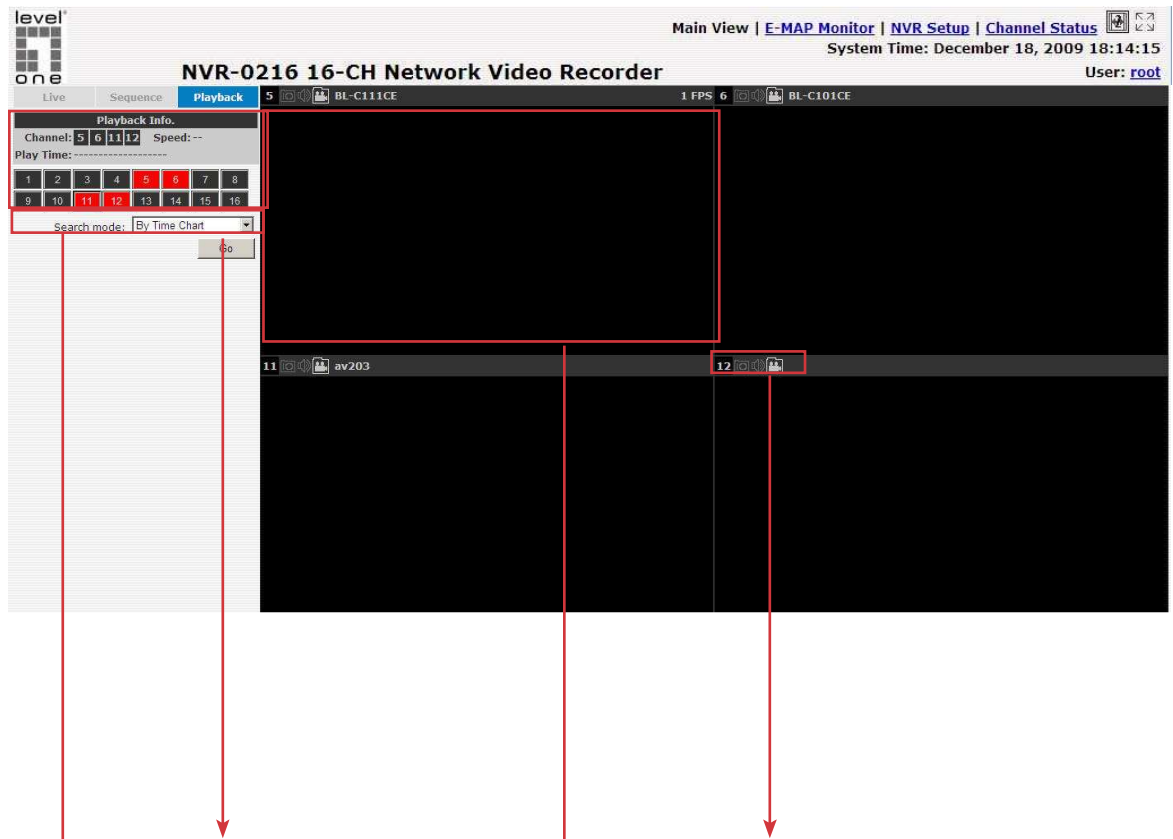 level
one
Main View | E-MAP Monitor | NVR Setup | Channel Status
System Time: December 18, 2009 18:14:15
NVR-0216 16-CH Network Video Recorder
User: root
Live Sequence Playback
Playback Info.
Channel: 5 6 11 12 Speed: --
Play Time: -------------------
1 2 3 4 5 6 7 8
9 10 11 12 13 14 15 16
Search mode: By Time Chart
Go
5 BL-C111CE 1 FPS
6 BL-C101CE
11 av203
12